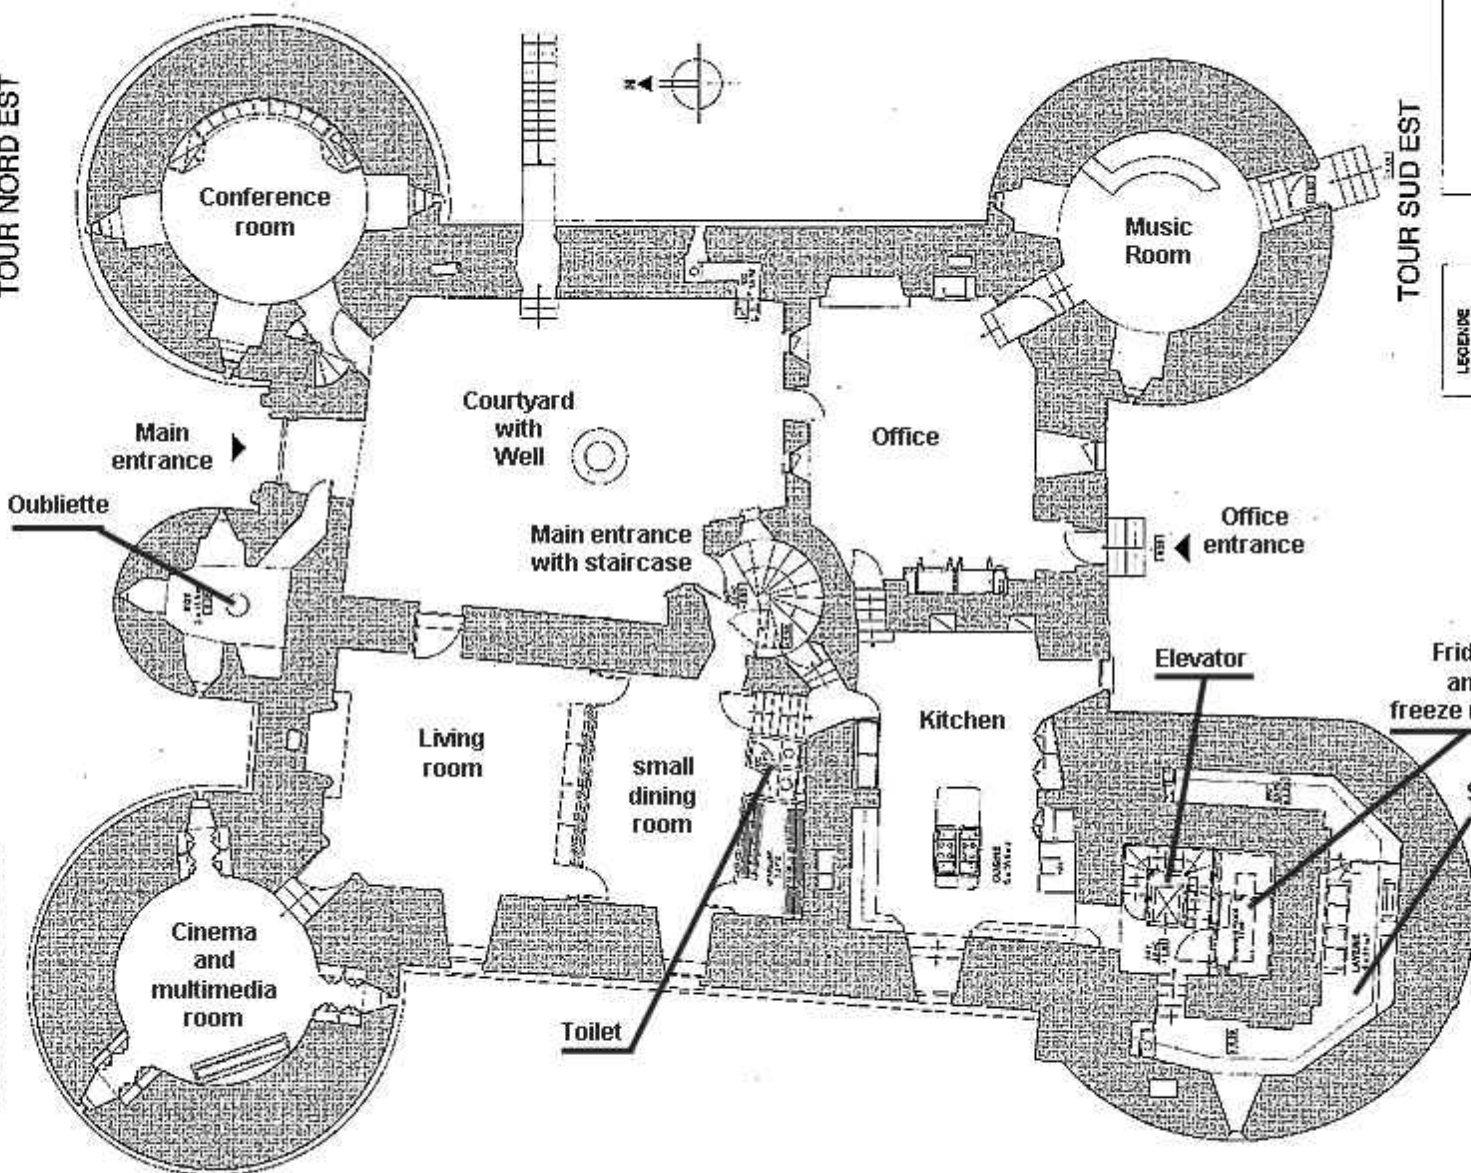 TOUR NORD EST
N
Conference
room
Music
Room
TOUR SUD EST
LEGENDE
Main
entrance
Courtyard
with
Well
Office
Oubliette
Main entrance
with staircase
Office
entrance
Elevator
Frid
an
freeze r
Living
room
small
dining
room
Kitchen
CUISINE
LAVERIE
S
Cinema
and
multimedia
room
Toilet